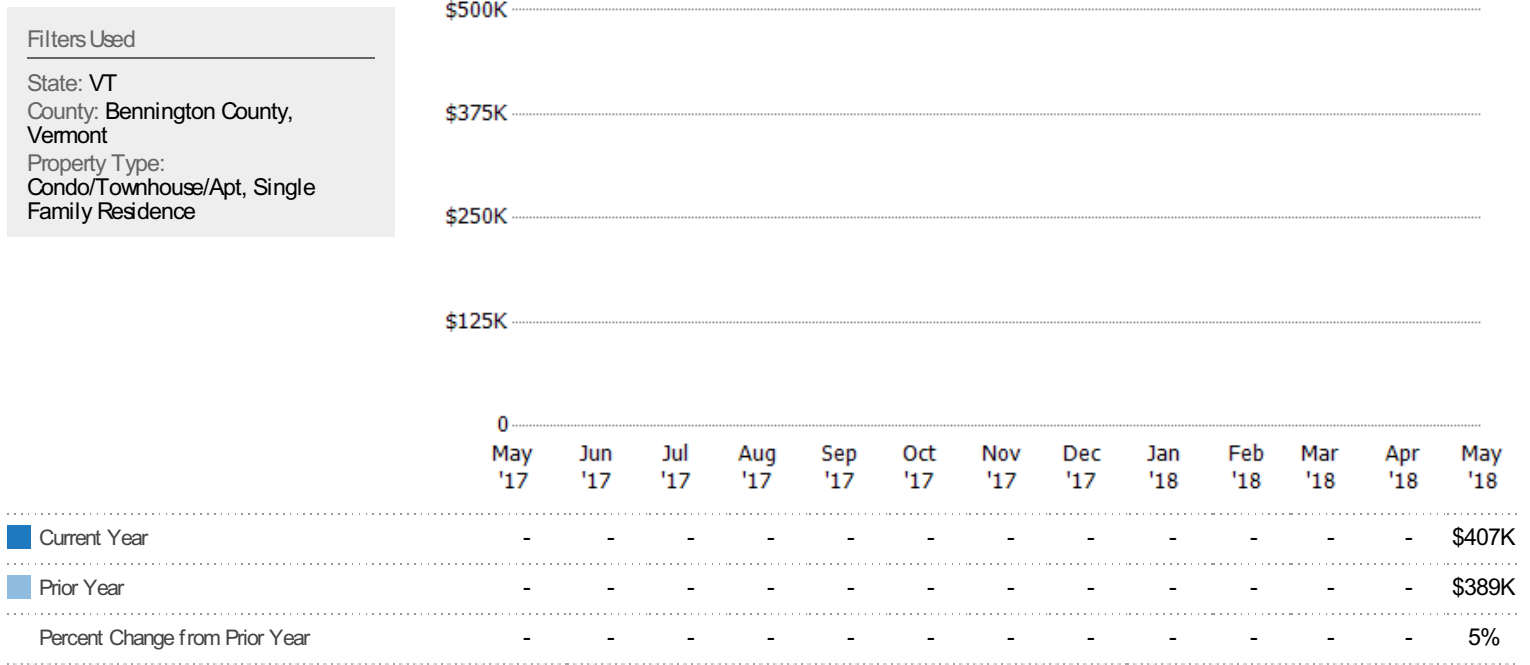 Filters Used
State: VT
County: Bennington County,
Vermont
Property Type:
Condo/Townhouse/Apt, Single
Family Residence
$500K
$375K
$250K
$125K
0
May Jun Jul Aug Sep Oct Nov Dec Jan Feb Mar Apr May
'17 '17 '17 '17 '17 '17 '17 '17 '18 '18 '18 '18 '18
Current Year - - - - - - - - - - - - $407K
Prior Year - - - - - - - - - - - - $389K
Percent Change from Prior Year - - - - - - - - - - - - 5%